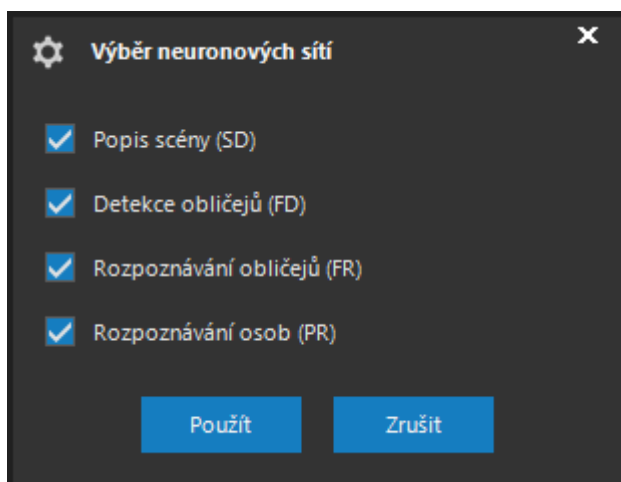 Výběr neuronových sítí
Popis scény (SD)
Detekce obličejů (FD)
Rozpoznávání obličejů (FR)
Rozpoznávání osob (PR)
Použít
Zrušit